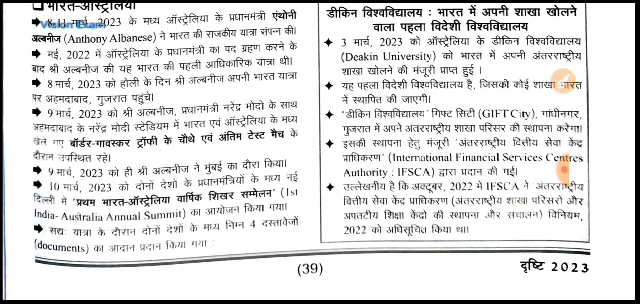 ❑ भारत-ऑस्ट्रेलिया
➨ 8-11 मार्च, 2023 के मध्य ऑस्ट्रेलिया के प्रधानमंत्री एंथोनी
अल्बनीज (Anthony Albanese) ने भारत की राजकीय यात्रा संपन्न की।
➨ मई, 2022 में ऑस्ट्रेलिया के प्रधानमंत्री का पद ग्रहण करने के
बाद श्री अल्बनीज की यह भारत की पहली आधिकारिक यात्रा थी।
➨ 8 मार्च, 2023 को होली के दिन श्री अल्बनीज अपनी भारत यात्रा
पर अहमदाबाद, गुजरात पहुंचे।
➨ 9 मार्च, 2023 को श्री अल्बनीज, प्रधानमंत्री नरेंद्र मोदी के साथ
अहमदाबाद के नरेंद्र मोदी स्टेडियम में भारत एवं ऑस्ट्रेलिया के मध्य
खेले गए बॉर्डर-गावस्कर ट्रॉफी के चौथे एवं अंतिम टेस्ट मैच के
दौरान उपस्थित रहे।
➨ 9 मार्च, 2023 को ही श्री अल्बनीज ने मुंबई का दौरा किया।
➨ 10 मार्च, 2023 को दोनों देशों के प्रधानमंत्रियों के मध्य नई
दिल्ली में 'प्रथम भारत-ऑस्ट्रेलिया वार्षिक शिखर सम्मेलन' (1st
India-Australia Annual Summit) का आयोजन किया गया।
➨ सद्यः यात्रा के दौरान दोनों देशों के मध्य निम्न 4 दस्तावेजों
(documents) का आदान प्रदान किया गया :
डीकिन विश्वविद्यालय : भारत में अपनी शाखा खोलने
वाला पहला विदेशी विश्वविद्यालय
✦ 3 मार्च, 2023 को ऑस्ट्रेलिया के डीकिन विश्वविद्यालय
(Deakin University) को भारत में अपनी अंतरराष्ट्रीय
शाखा खोलने की मंजूरी प्राप्त हुई ।
✦ यह पहला विदेशी विश्वविद्यालय है, जिसकी कोई शाखा भारत
में स्थापित की जाएगी।
✦ 'डीकिन विश्वविद्यालय' गिफ्ट सिटी (GIFT City), गांधीनगर,
गुजरात में अपने अंतरराष्ट्रीय शाखा परिसर की स्थापना करेगा।
✦ इसकी स्थापना हेतु मंजूरी 'अंतरराष्ट्रीय वित्तीय सेवा केंद्र
प्राधिकरण' (International Financial Services Centres
Authority : IFSCA) द्वारा प्रदान की गई।
✦ उल्लेखनीय है कि अक्टूबर, 2022 में IFSCA ने अंतरराष्ट्रीय
वित्तीय सेवा केंद्र प्राधिकरण (अंतरराष्ट्रीय शाखा परिसरों और
अपतटीय शिक्षा केंद्रों की स्थापना और संचालन) विनियम,
2022 को अधिसूचित किया था।
(39)
दृष्टि 2023